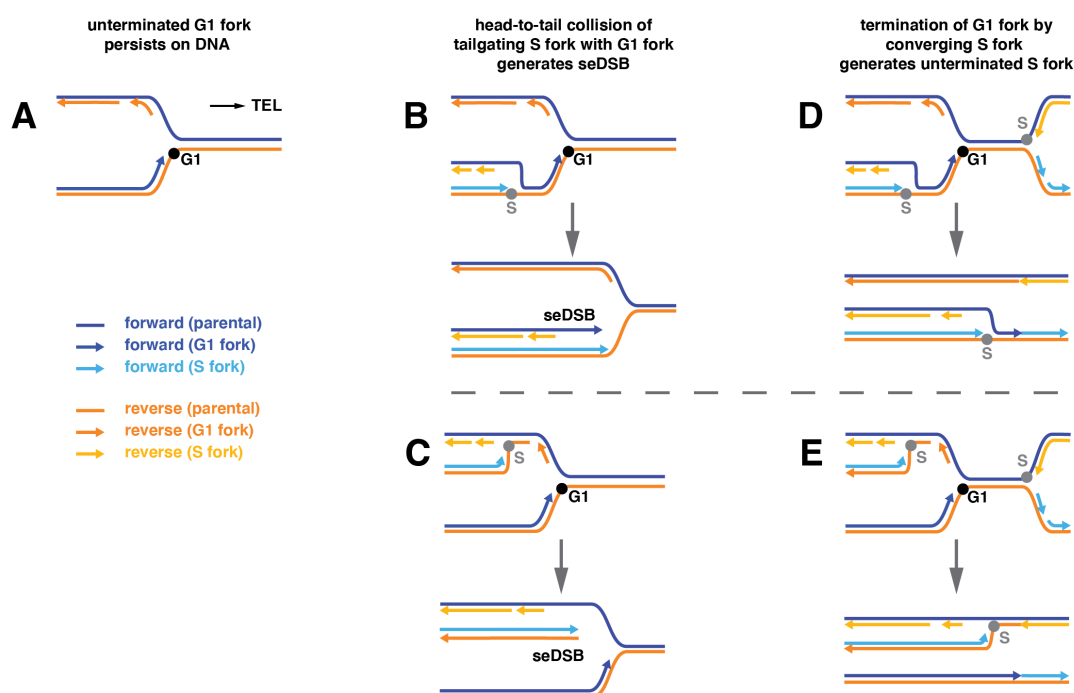 unterminated G1 fork
persists on DNA
head-to-tail collision of
tailgating S fork with G1 fork
generates seDSB
termination of G1 fork by
converging S fork
generates unterminated S fork
A
TEL
G1
B
G1
S
D
S
G1
S
seDSB
S
forward (parental)
forward (G1 fork)
forward (S fork)
reverse (parental)
reverse (G1 fork)
reverse (S fork)
C
S
G1
seDSB
E
S
S
G1
S